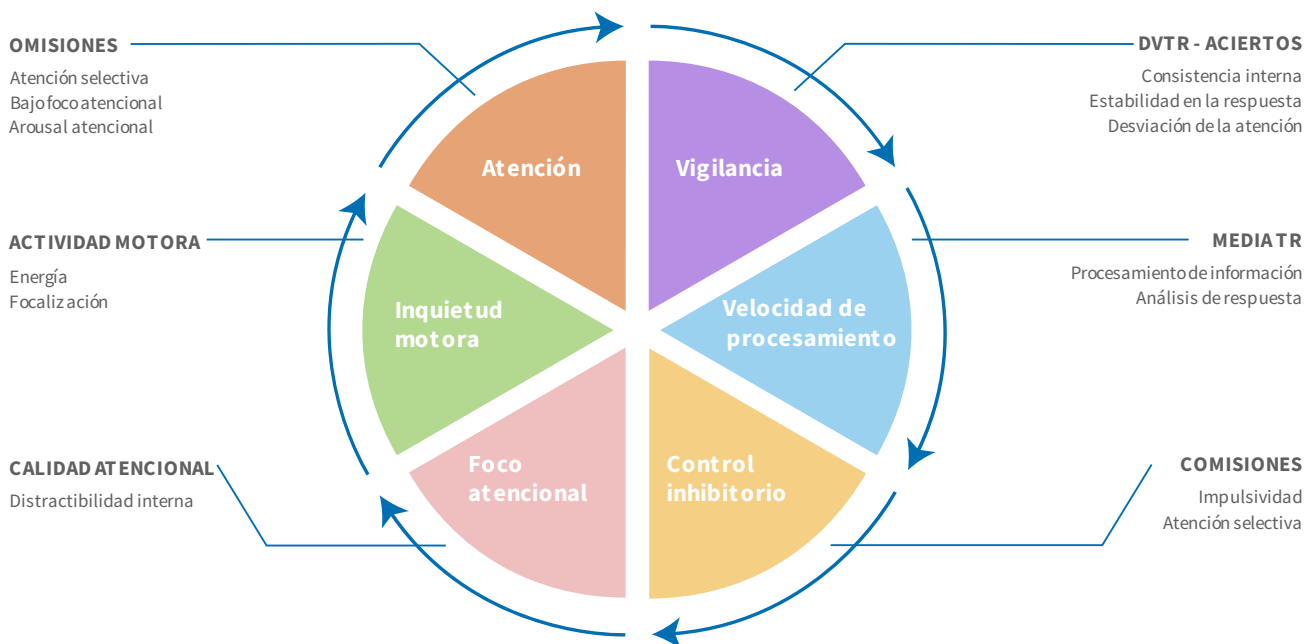 OMISIONES
Atención selectiva
Bajo foco atencional
Arousal atencional
DVTR - ACIERTOS
Consistencia interna
Estabilidad en la respuesta
Desviación de la atención
Atención
Vigilancia
ACTIVIDAD MOTORA
Energía
Focalización
MEDIA TR
Procesamiento de información
Análisis de respuesta
Inquietud
motora
Velocidad de
procesamiento
Foco
atencional
Control
inhibitorio
CALIDAD ATENCIONAL
Distractibilidad interna
COMISIONES
Impulsividad
Atención selectiva